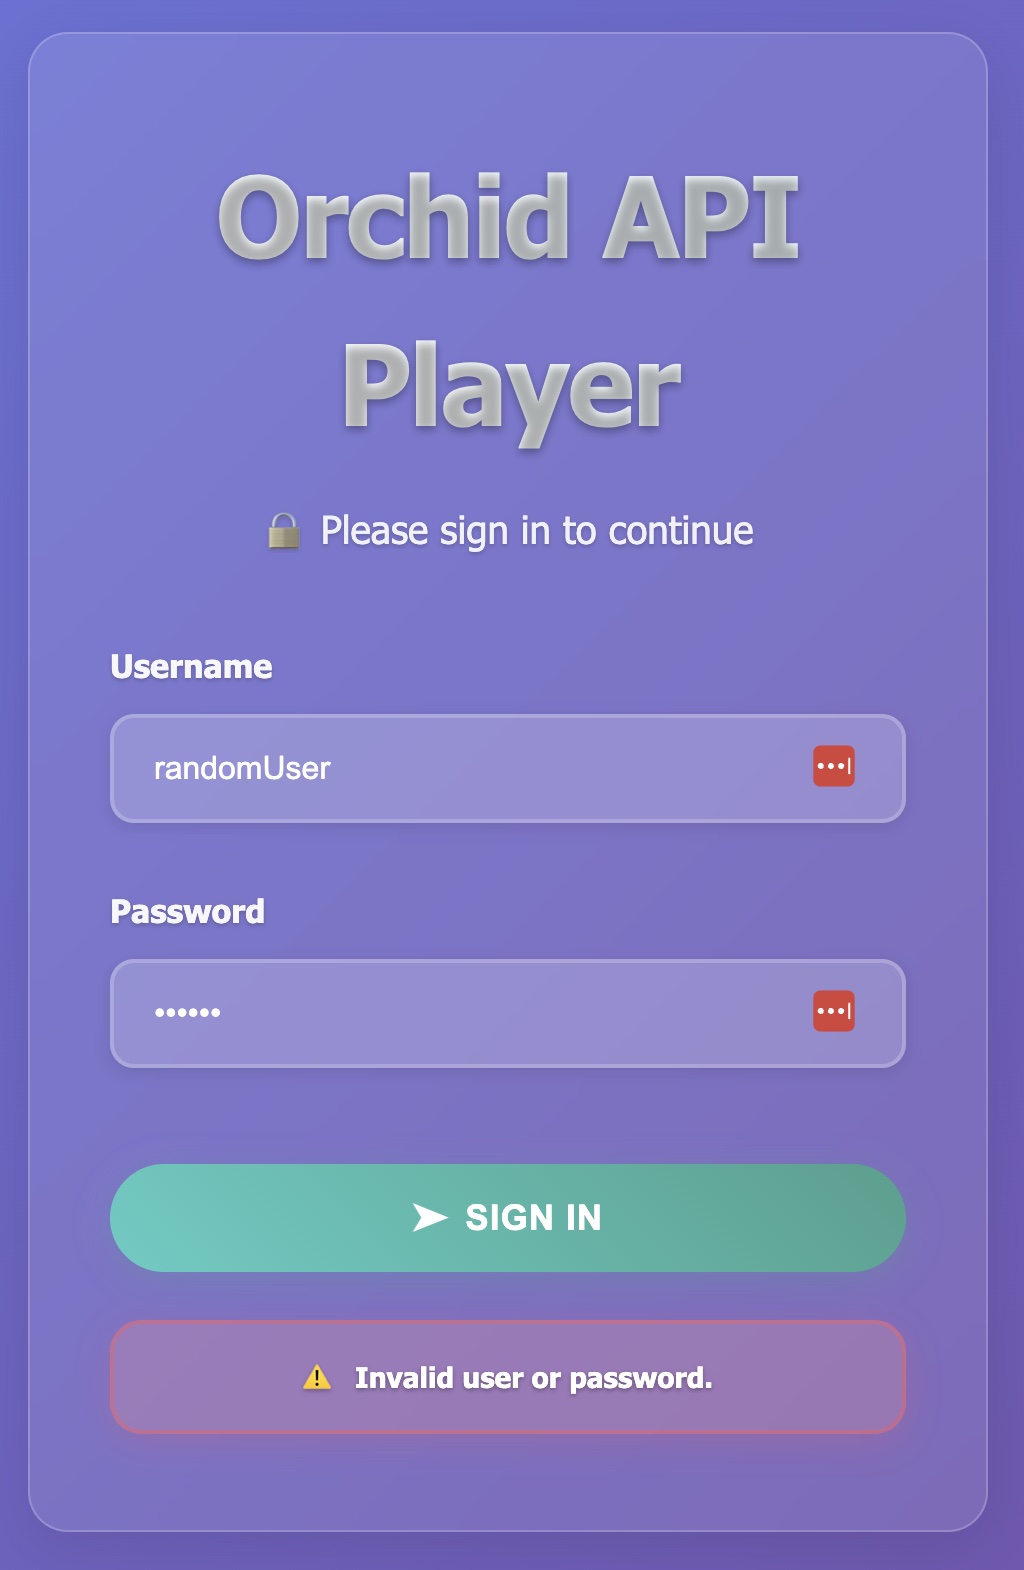 Orchid API
Player
🔒 Please sign in to continue
Username
randomUser
Password
••••••
➤ SIGN IN
⚠️ Invalid user or password.